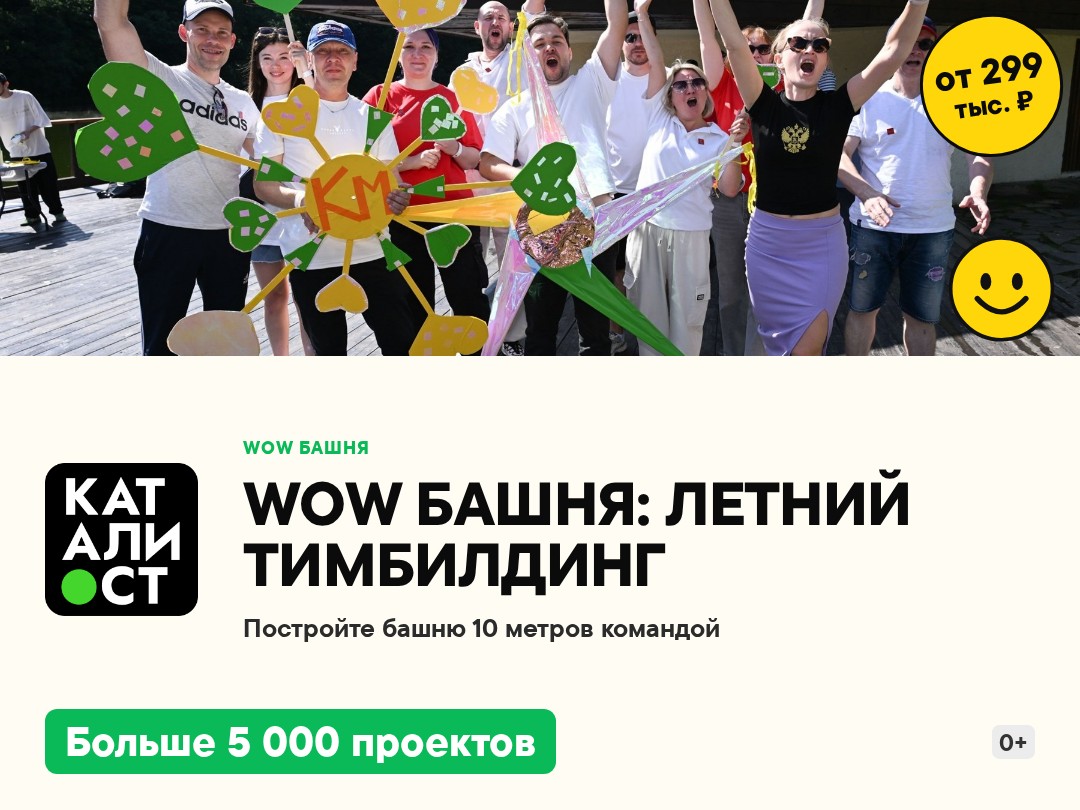 adidas
КМ
от 299
тыс. ₽
WOW БАШНЯ
КАТ
АЛИ
СТ
WOW БАШНЯ: ЛЕТНИЙ
ТИМБИЛДИНГ
Постройте башню 10 метров командой
Больше 5 000 проектов
0+